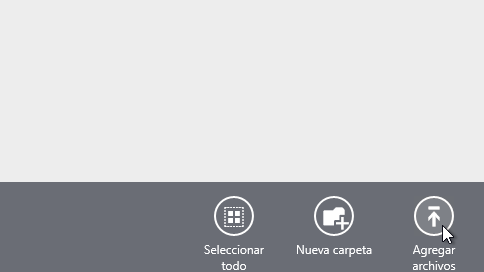 Seleccionar
todo
Nueva carpeta
Agregar
archivos